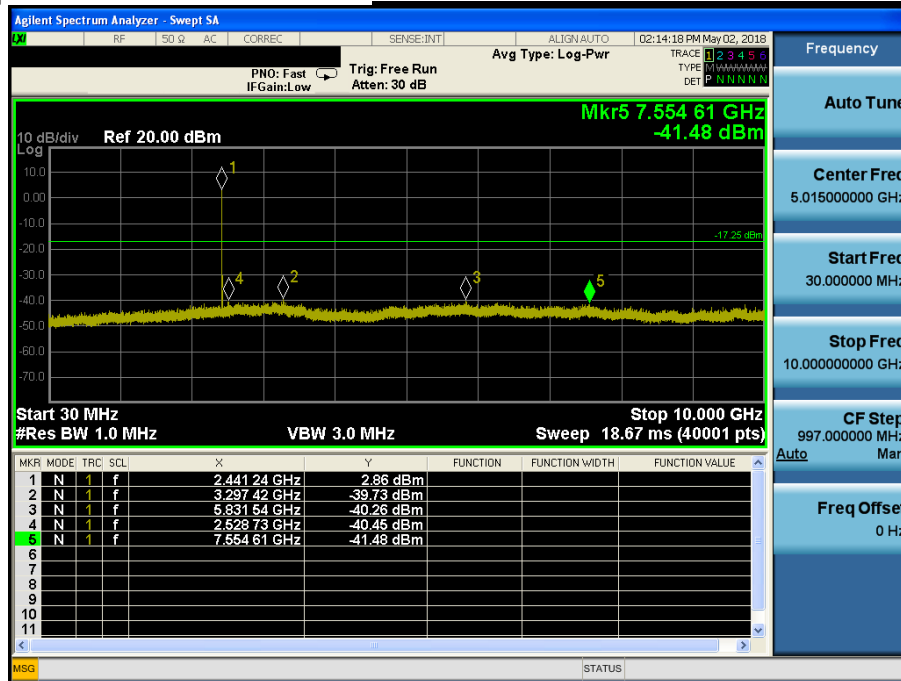 Agilent Spectrum Analyzer - Swept SA
LXI RF 50 Ω AC CORREC SENSE:INT ALIGN AUTO 02:14:18 PM May 02, 2018
Frequency
Avg Type: Log-Pwr
TRACE 1 2 3 4 5 6
TYPE M W W W W W
DET P N N N N N
PNO: Fast
IFGain:Low
Trig: Free Run
Atten: 30 dB
Auto Tune
Mkr5 7.554 61 GHz
-41.48 dBm
10 dB/div
Log
Ref 20.00 dBm
10.0
0.00
-10.0
-20.0
-30.0
-40.0
-50.0
-60.0
-70.0
1
4
2
3
5
-17.25 dBm
Center Freq
5.015000000 GHz
Start Freq
30.000000 MHz
Stop Freq
10.000000000 GHz
Start 30 MHz Stop 10.000 GHz
#Res BW 1.0 MHz VBW 3.0 MHz Sweep 18.67 ms (40001 pts)
CF Step
997.000000 MHz
Auto Man
MKR MODE TRC SCL X Y FUNCTION FUNCTION WIDTH FUNCTION VALUE
1 N 1 f 2.441 24 GHz 2.86 dBm
2 N 1 f 3.297 42 GHz -39.73 dBm
3 N 1 f 5.831 54 GHz -40.26 dBm
4 N 1 f 2.528 73 GHz -40.45 dBm
5 N 1 f 7.554 61 GHz -41.48 dBm
6
7
8
9
10
11
Freq Offset
0 Hz
MSG STATUS